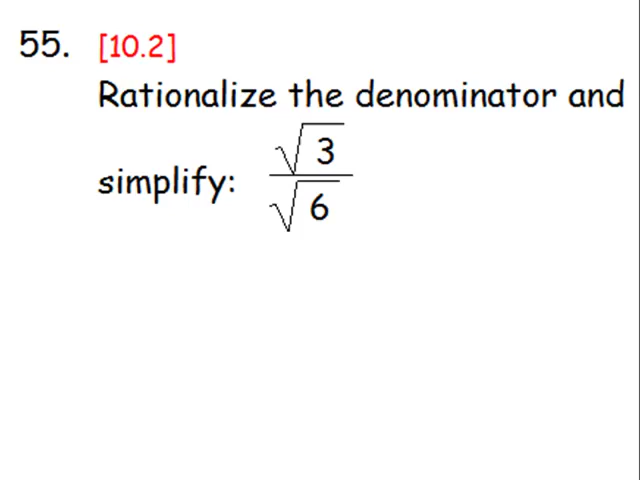 55. [10.2]
Rationalize the denominator and
simplify: √3 / √6